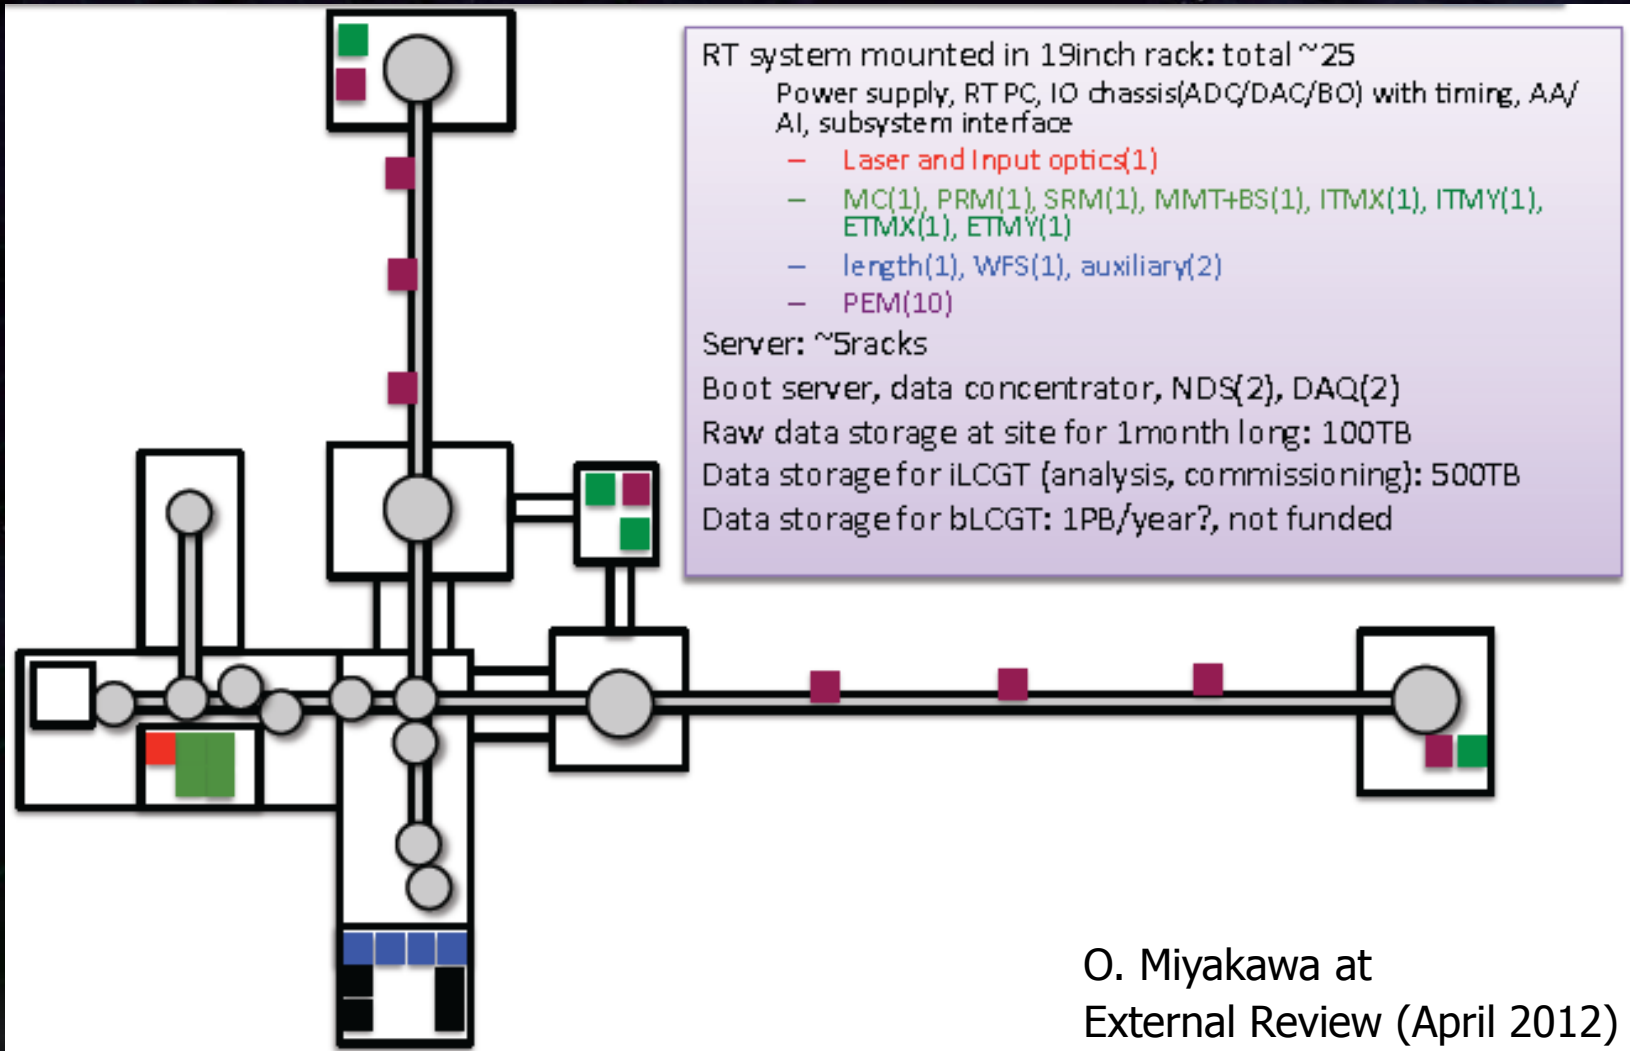 RT system mounted in 19inch rack: total ~25
Power supply, RT PC, IO chassis(ADC/DAC/BO) with timing, AA/
AI, subsystem interface
– Laser and Input optics(1)
– MC(1), PRM(1), SRM(1), MMT+BS(1), ITMX(1), ITMY(1),
ETMX(1), ETMY(1)
– length(1), WFS(1), auxiliary(2)
– PEM(10)
Server: ~5racks
Boot server, data concentrator, NDS(2), DAQ(2)
Raw data storage at site for 1month long: 100TB
Data storage for iLCGT (analysis, commissioning): 500TB
Data storage for bLCGT: 1PB/year?, not funded
O. Miyakawa at
External Review (April 2012)